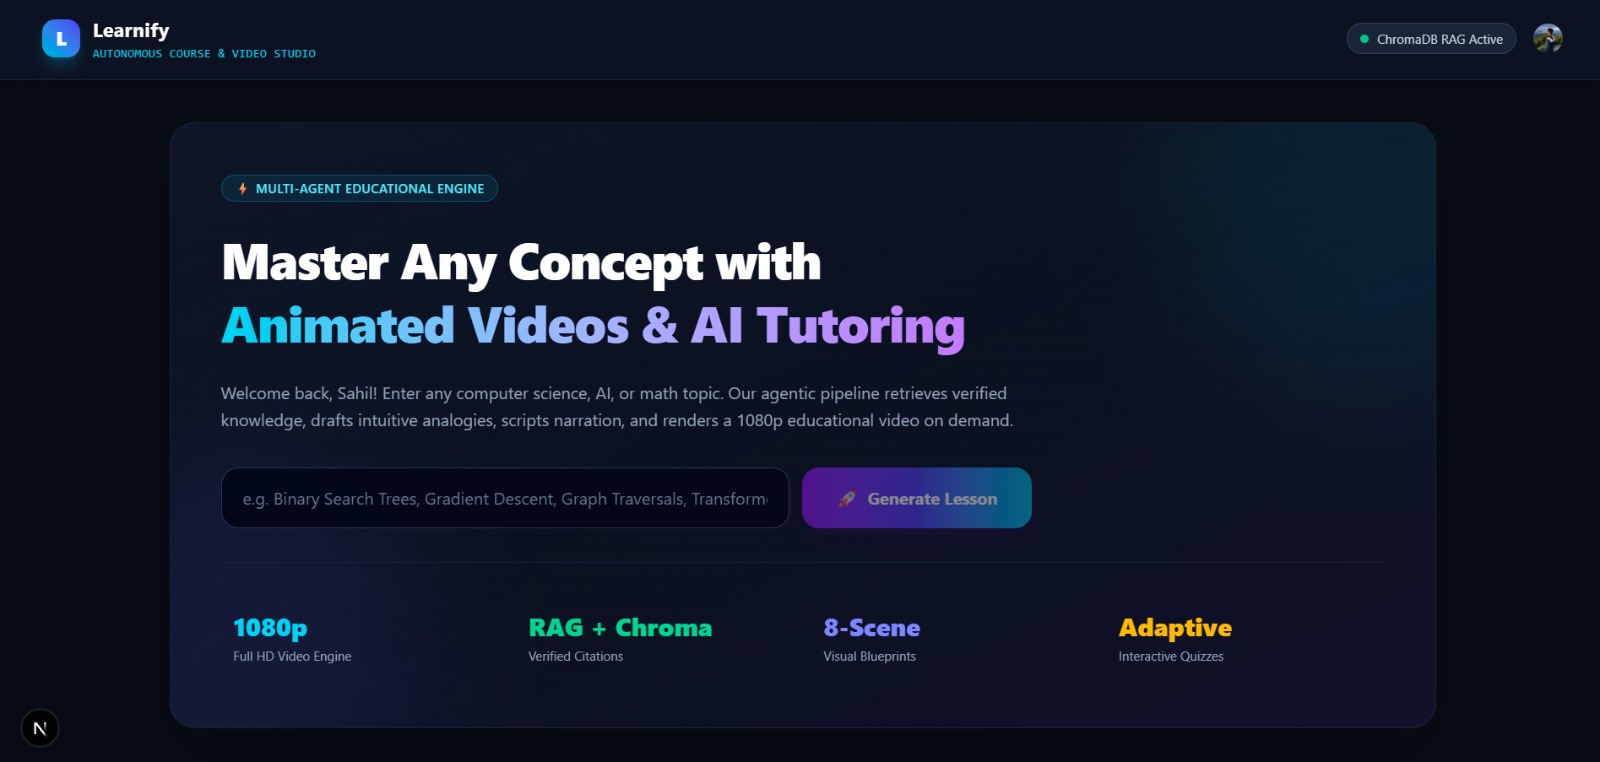 L
Learnify
AUTONOMOUS COURSE & VIDEO STUDIO
ChromaDB RAG Active
MULTI-AGENT EDUCATIONAL ENGINE
Master Any Concept with
Animated Videos & AI Tutoring
Welcome back, Sahil! Enter any computer science, AI, or math topic. Our agentic pipeline retrieves verified
knowledge, drafts intuitive analogies, scripts narration, and renders a 1080p educational video on demand.
e.g. Binary Search Trees, Gradient Descent, Graph Traversals, Transform
Generate Lesson
1080p
Full HD Video Engine
RAG + Chroma
Verified Citations
8-Scene
Visual Blueprints
Adaptive
Interactive Quizzes
N